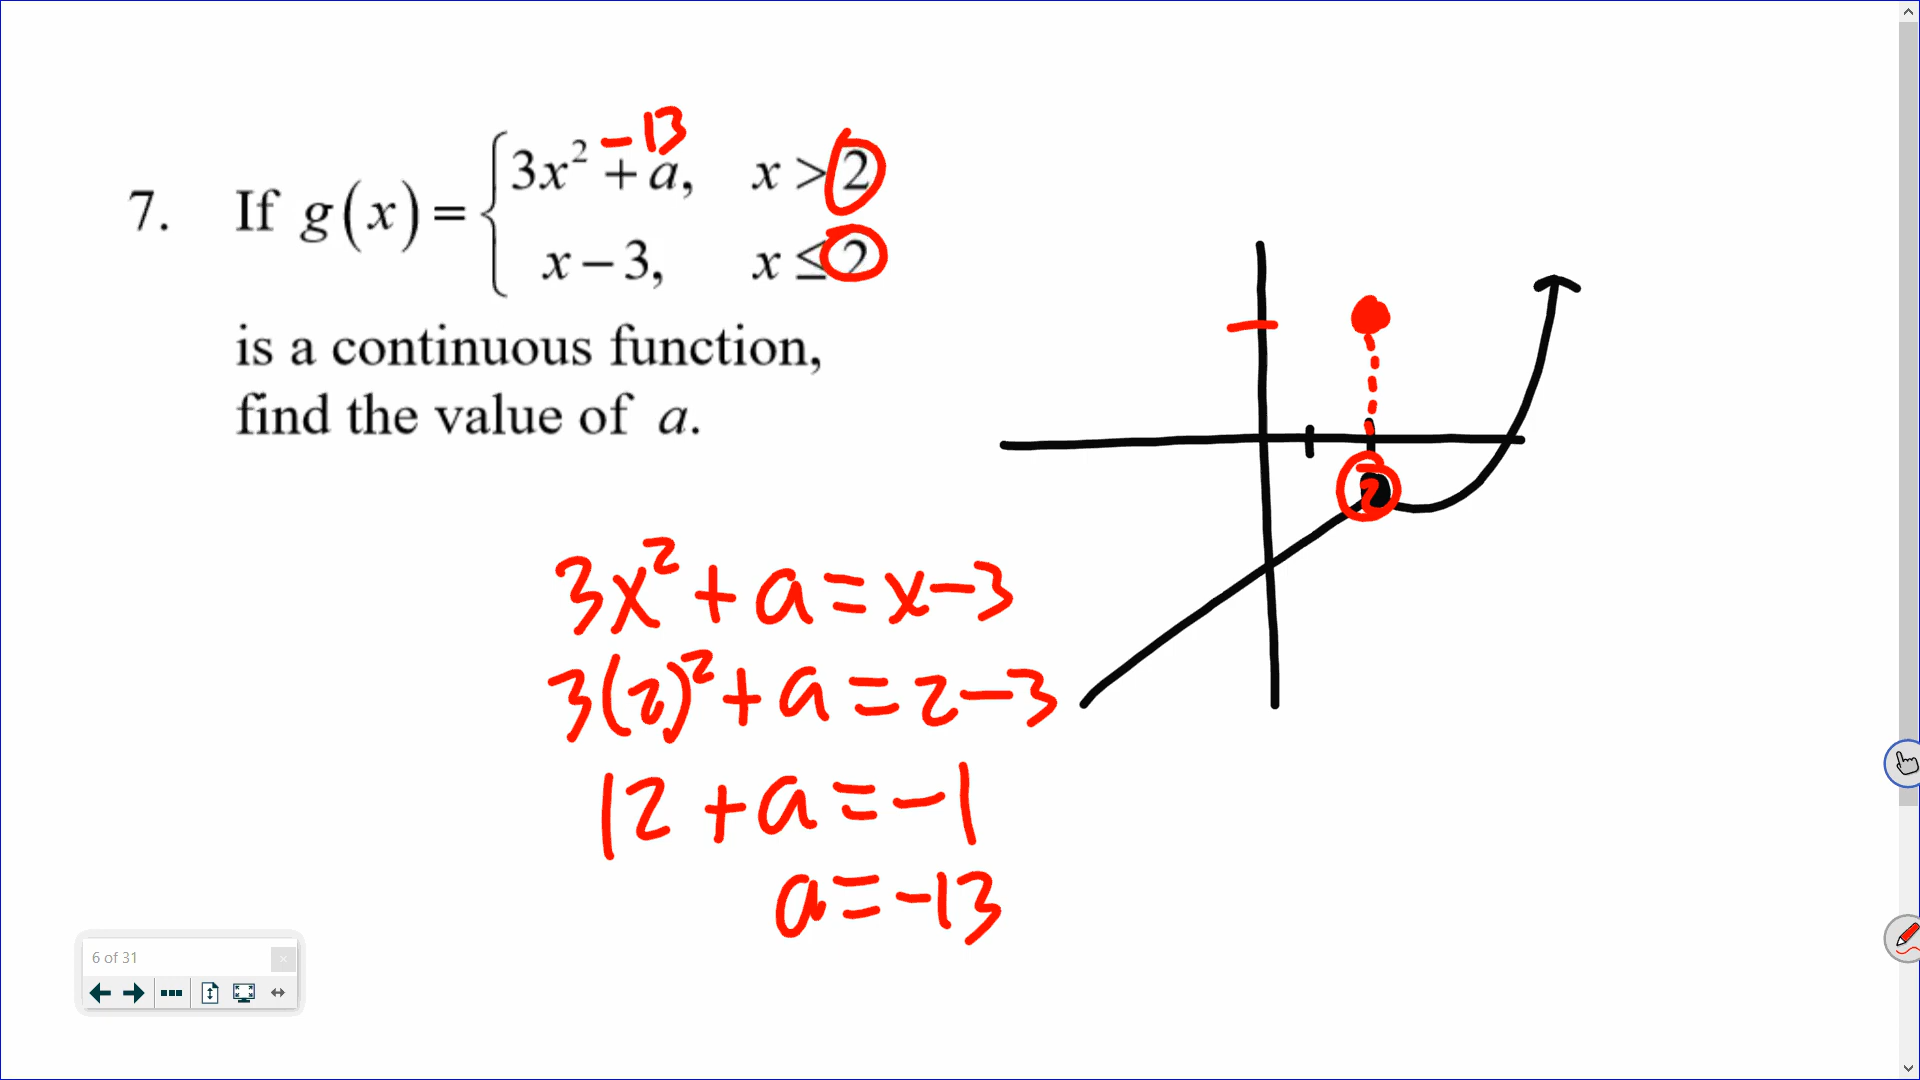 -13
7. If g(x) = { 3x² + a, x > 2
x – 3, x ≤ 2
is a continuous function,
find the value of a.
2
3x² + a = x - 3
3(2)² + a = 2 - 3
12 + a = -1
a = -13
6 of 31